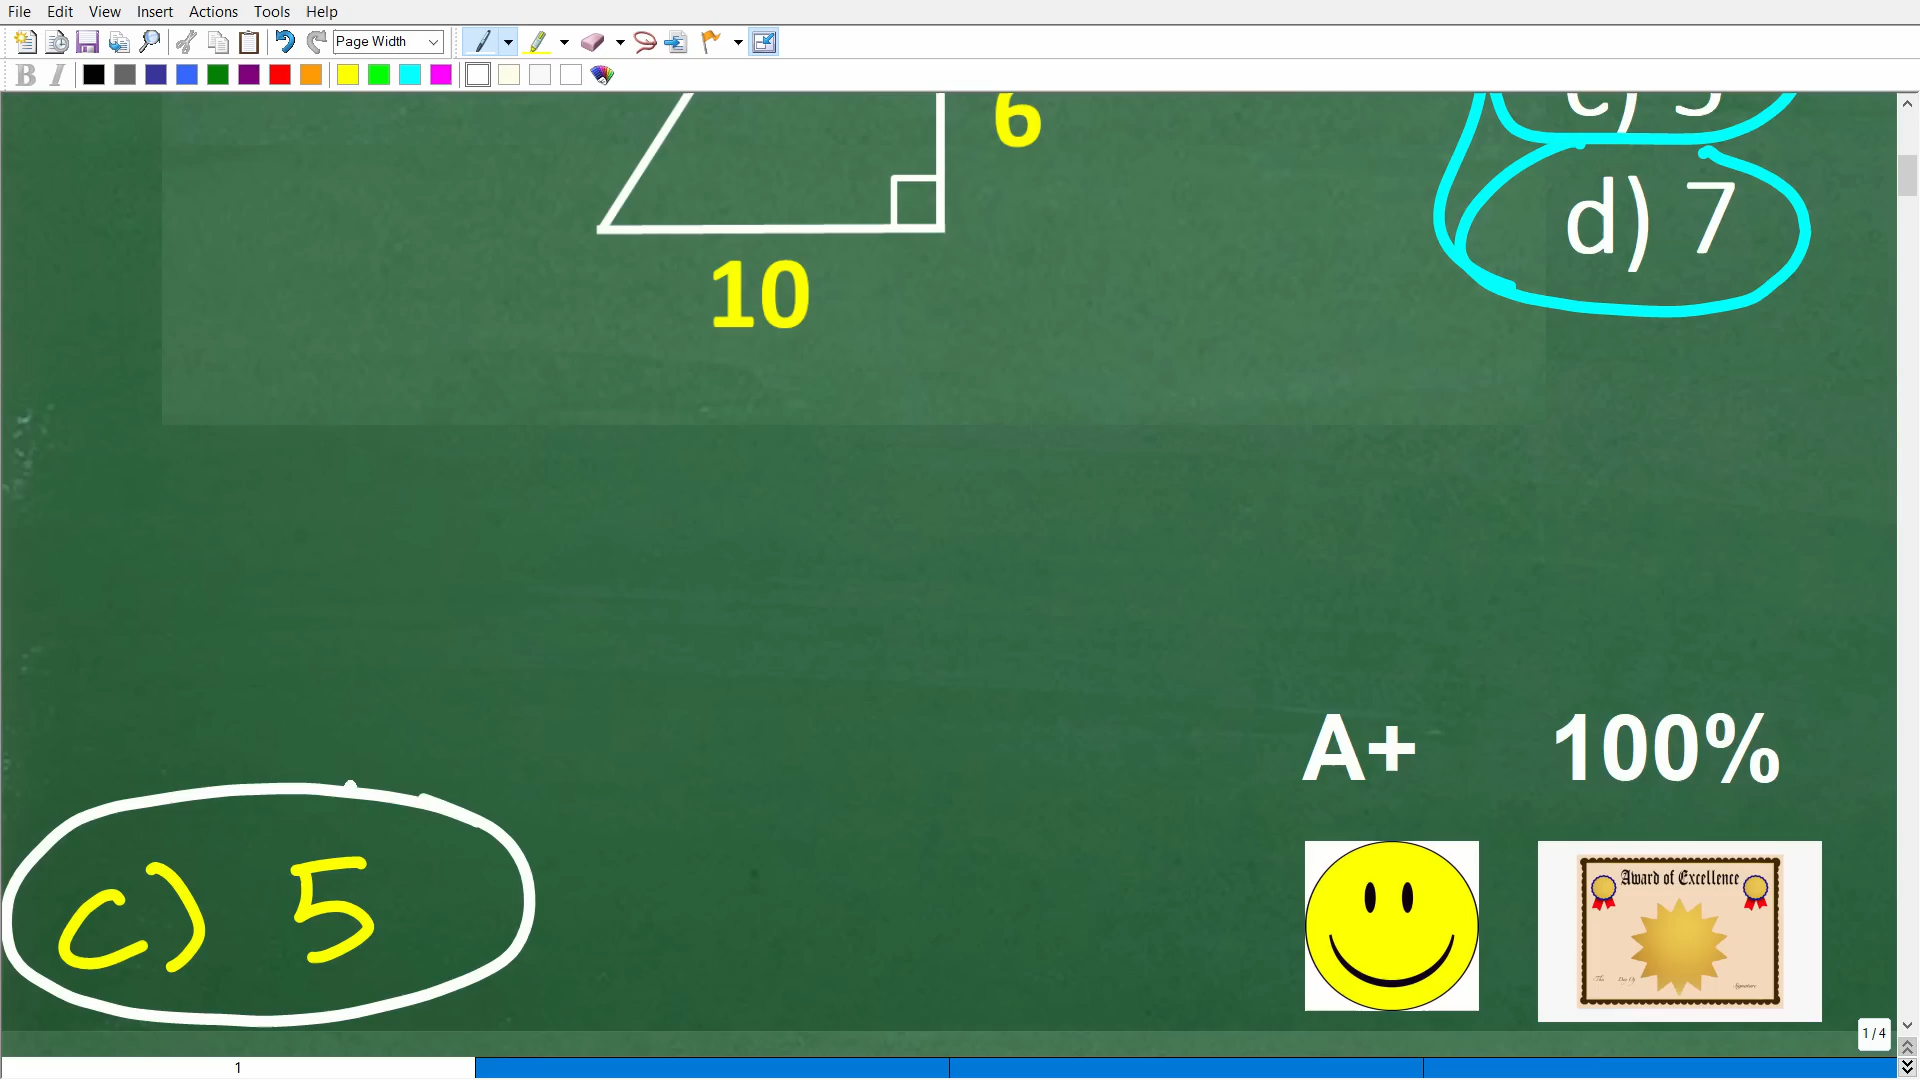 File Edit View Insert Actions Tools Help
Page Width
B I
6
c) 5
d) 7
10
A+ 100%
c) 5
Award of Excellence
1 / 4
1